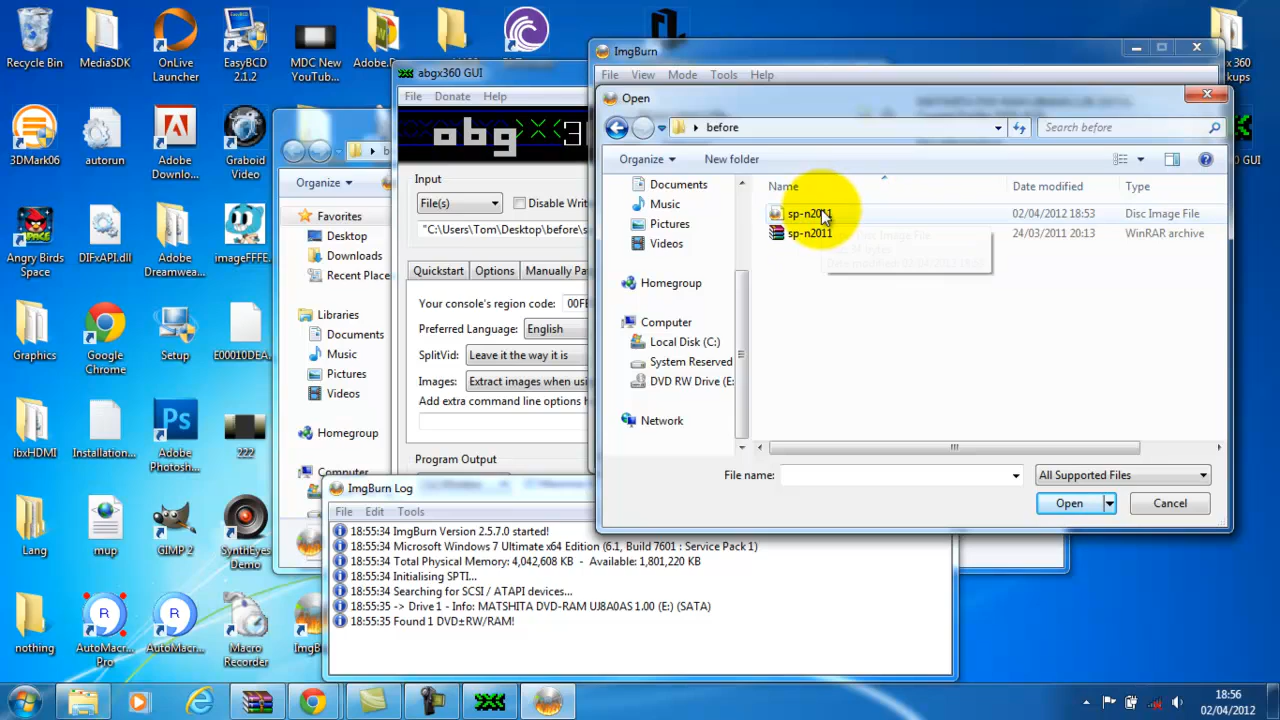 Recycle Bin
MediaSDK
OnLive
Launcher
EasyBCD
2.1.2
MDC New
YouTub...
Adobe.D
360
kups
3DMark06
autorun
Adobe
Downlo...
Graboid
Video
GUI
Angry Birds
Space
DIFxAPI.dll
Adobe
Dreamwea...
imageFFFE...
Graphics
Google
Chrome
Setup
E00010DEA...
ibxHDMI
Installation...
Ps
Adobe
Photosh...
222
Lang
mup
GIMP 2
SynthEyes
Demo
nothing
R
AutoMacr...
Pro
R
AutoMacr...
Macro
Recorder
ImgB
b
Organize
Favorites
Desktop
Downloads
Recent Place
Libraries
Documents
Music
Pictures
Videos
Homegroup
Computer
abgx360 GUI
File Donate Help
abgx3
Input
File(s)
Disable Writ
"C:\Users\Tom\Desktop\before\s
Quickstart Options Manually Pa
Your console's region code: 00FE
Preferred Language: English
SplitVid: Leave it the way it is
Images: Extract images when usi
Add extra command line options h
Program Output
ImgBurn
File View Mode Tools Help
Open
before
Search before
Organize New folder
Documents
Music
Pictures
Videos
Homegroup
Computer
Local Disk (C:)
System Reserved
DVD RW Drive (E:
Network
Name Date modified Type
sp-n2011 02/04/2012 18:53 Disc Image File
sp-n2011 24/03/2011 20:13 WinRAR archive
File name: All Supported Files
Open Cancel
ImgBurn Log
File Edit Tools
18:55:34 ImgBurn Version 2.5.7.0 started!
18:55:34 Microsoft Windows 7 Ultimate x64 Edition (6.1, Build 7601 : Service Pack 1)
18:55:34 Total Physical Memory: 4,042,608 KB - Available: 1,801,220 KB
18:55:34 Initialising SPTI...
18:55:34 Searching for SCSI / ATAPI devices...
18:55:35 -> Drive 1 - Info: MATSHITA DVD-RAM UJ8A0AS 1.00 (E:) (SATA)
18:55:35 Found 1 DVD±RW/RAM!
18:56
02/04/2012